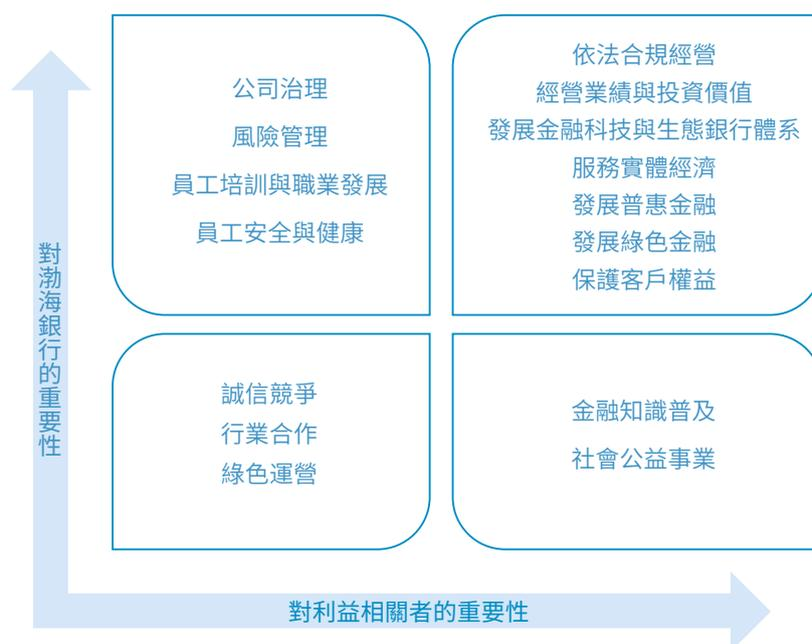 公司治理
風險管理
員工培訓與職業發展
員工安全與健康
依法合規經營
經營業績與投資價值
發展金融科技與生態銀行體系
服務實體經濟
發展普惠金融
發展綠色金融
保護客戶權益
對渤海銀行的重要性
誠信競爭
行業合作
綠色運營
金融知識普及
社會公益事業
對利益相關者的重要性